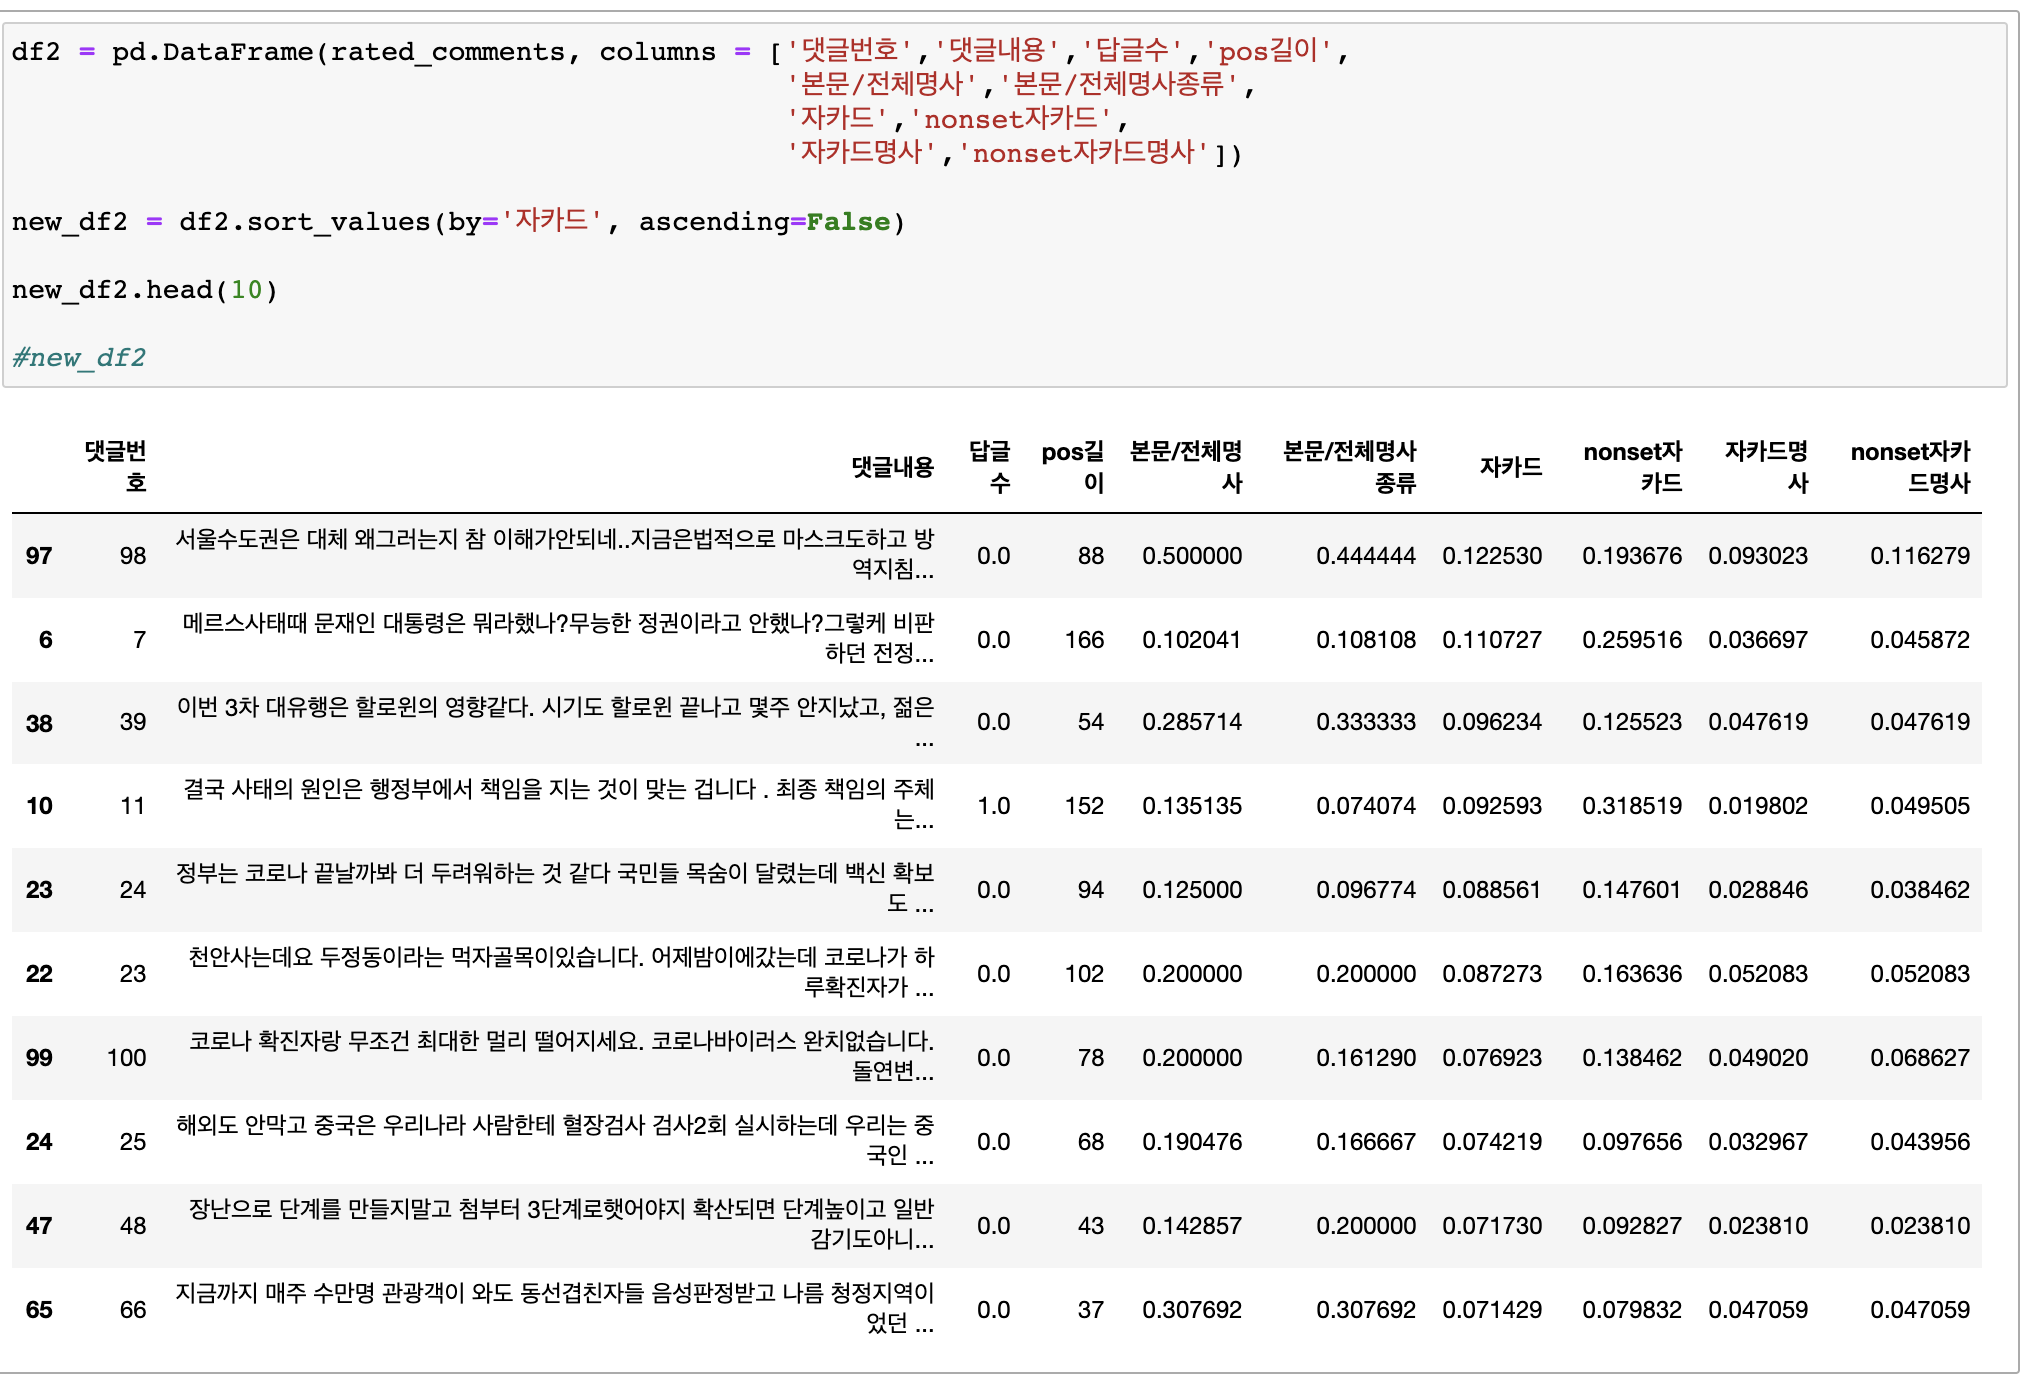 df2 = pd.DataFrame(rated_comments, columns = ['댓글번호','댓글내용','답글수','pos길이',
'본문/전체명사','본문/전체명사종류',
'자카드','nonset자카드',
'자카드명사','nonset자카드명사'])
new_df2 = df2.sort_values(by='자카드', ascending=False)
new_df2.head(10)
#new_df2
댓글번 답글 pos길 본문/전체명 본문/전체명사 nonset자 자카드명 nonset자카
댓글내용 자카드
호 수 이 사 종류 카드 사 드명사
서울수도권은 대체 왜그러는지 참 이해가안되네..지금은법적으로 마스크도하고 방
97 98 0.0 88 0.500000 0.444444 0.122530 0.193676 0.093023 0.116279
역지침...
메르스사태때 문재인 대통령은 뭐라했나?무능한 정권이라고 안했나?그렇케 비판
6 7 0.0 166 0.102041 0.108108 0.110727 0.259516 0.036697 0.045872
하던 전정...
이번 3차 대유행은 할로윈의 영향같다. 시기도 할로윈 끝나고 몇주 안지났고, 젊은
38 39 0.0 54 0.285714 0.333333 0.096234 0.125523 0.047619 0.047619
...
결국 사태의 원인은 행정부에서 책임을 지는 것이 맞는 겁니다 . 최종 책임의 주체
10 11 1.0 152 0.135135 0.074074 0.092593 0.318519 0.019802 0.049505
는...
정부는 코로나 끝날까봐 더 두려워하는 것 같다 국민들 목숨이 달렸는데 백신 확보
23 24 0.0 94 0.125000 0.096774 0.088561 0.147601 0.028846 0.038462
도 ...
천안사는데요 두정동이라는 먹자골목이있습니다. 어제밤이에갔는데 코로나가 하
22 23 0.0 102 0.200000 0.200000 0.087273 0.163636 0.052083 0.052083
루확진자가 ...
코로나 확진자랑 무조건 최대한 멀리 떨어지세요. 코로나바이러스 완치없습니다.
99 100 0.0 78 0.200000 0.161290 0.076923 0.138462 0.049020 0.068627
돌연변...
해외도 안막고 중국은 우리나라 사람한테 혈장검사 검사2회 실시하는데 우리는 중
24 25 0.0 68 0.190476 0.166667 0.074219 0.097656 0.032967 0.043956
국인 ...
장난으로 단계를 만들지말고 첨부터 3단계로햇어야지 확산되면 단계높이고 일반
47 48 0.0 43 0.142857 0.200000 0.071730 0.092827 0.023810 0.023810
감기도아니...
지금까지 매주 수만명 관광객이 와도 동선겹친자들 음성판정받고 나름 청정지역이
65 66 0.0 37 0.307692 0.307692 0.071429 0.079832 0.047059 0.047059
었던 ...